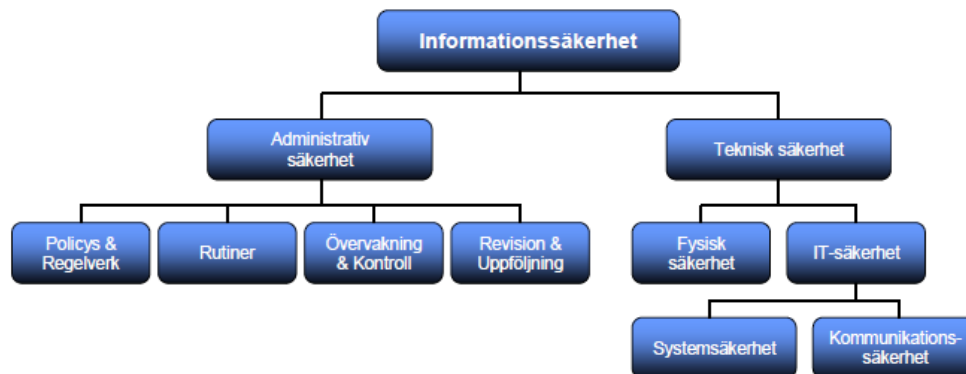 Informationssäkerhet
Administrativ
säkerhet
Teknisk säkerhet
Policys &
Regelverk
Rutiner
Övervakning
& Kontroll
Revision &
Uppföljning
Fysisk
säkerhet
IT-säkerhet
Systemsäkerhet
Kommunikations-
säkerhet